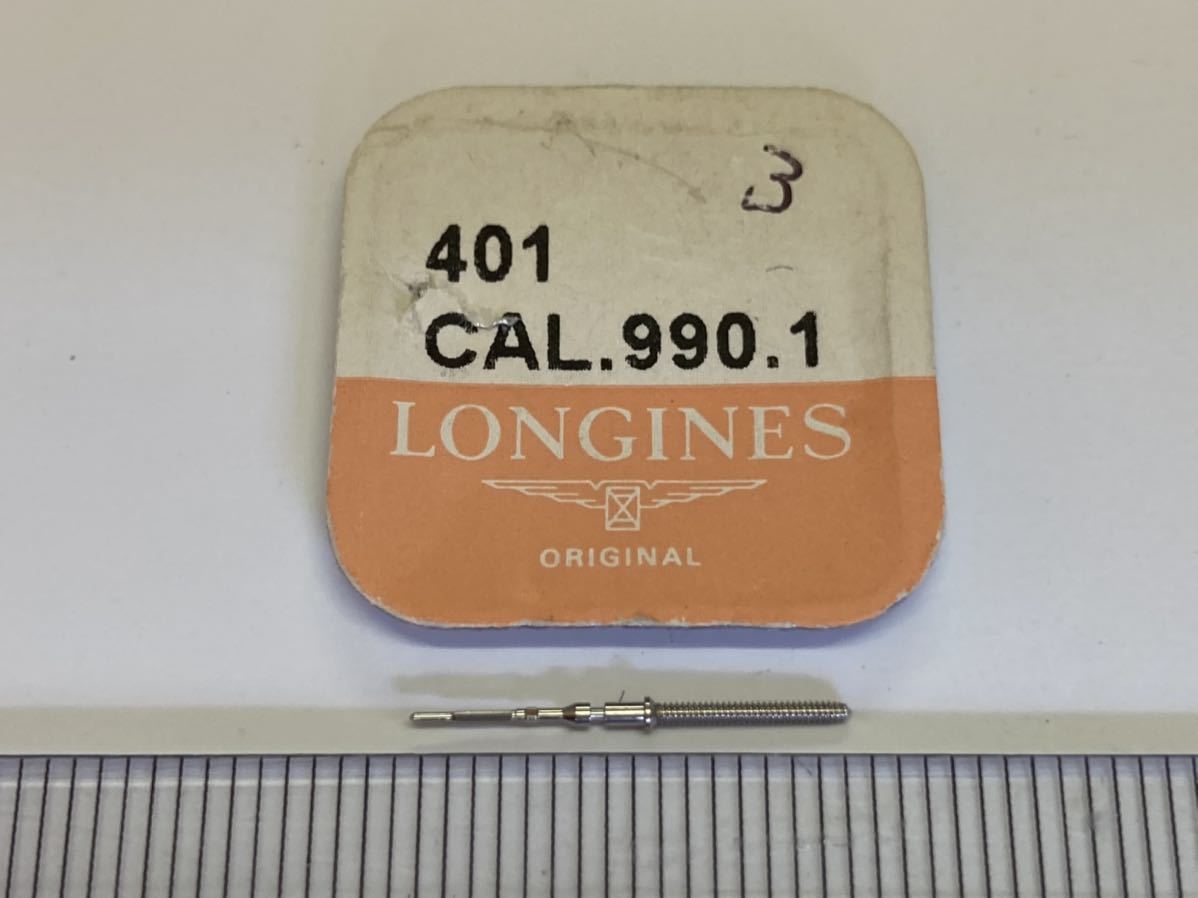 3
401
CAL.990.1
LONGINES
ORIGINAL